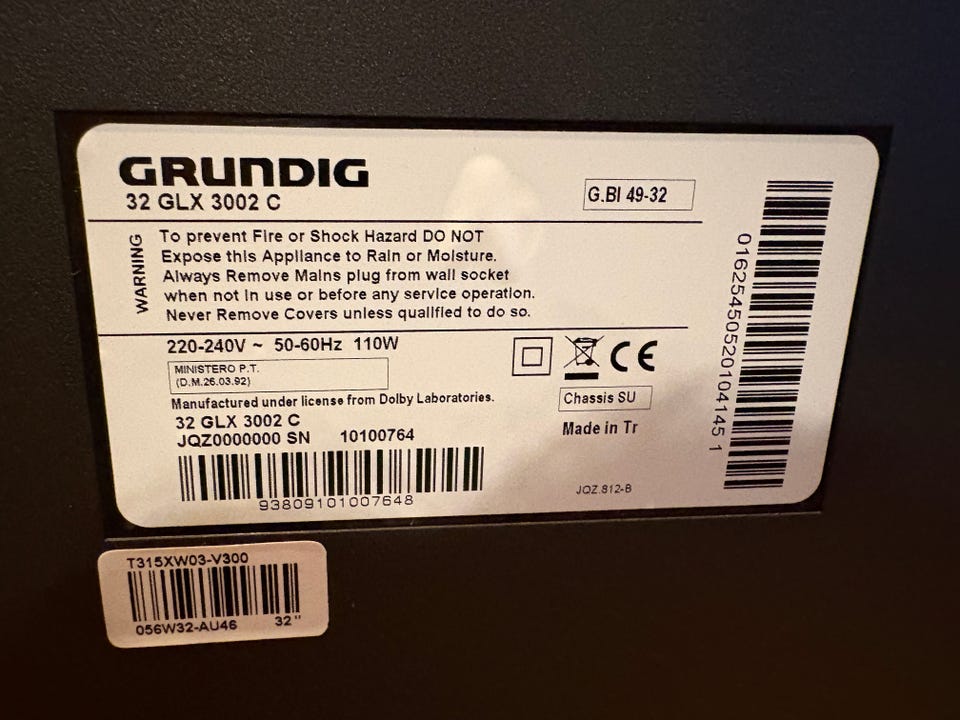 GRUNDIG
32 GLX 3002 C
G.BI 49-32
WARNING
To prevent Fire or Shock Hazard DO NOT
Expose this Appliance to Rain or Moisture.
Always Remove Mains plug from wall socket
when not in use or before any service operation.
Never Remove Covers unless qualified to do so.
220-240V ~ 50-60Hz 110W
MINISTERO P.T.
(D.M.26.03.92)
CE
Manufactured under license from Dolby Laboratories.
Chassis SU
32 GLX 3002 C
JQZ0000000 SN 10100764
Made in Tr
93809101007648
JQZ.812-B
01625450520104145 1
T315XW03-V300
056W32-AU46 32"